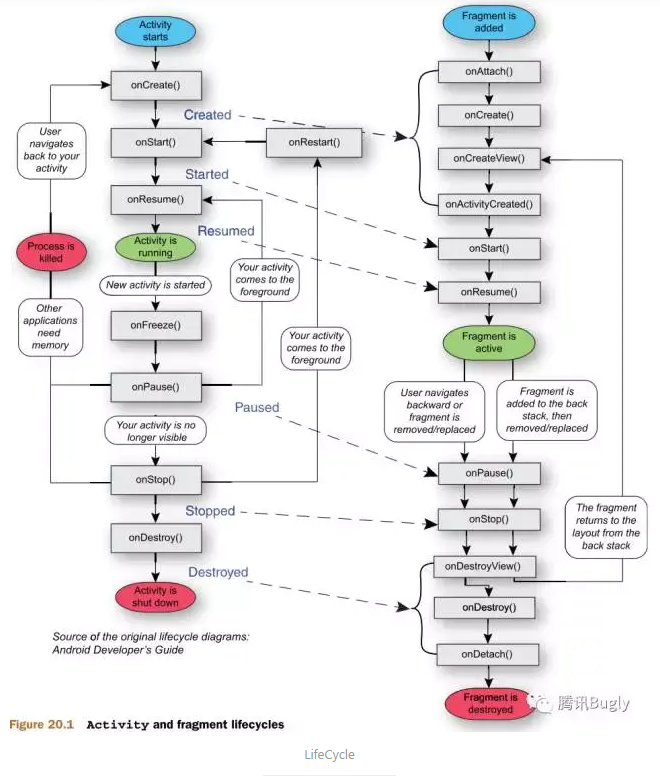 Activity
starts
onCreate()
Created
User
navigates
back to your
activity
onStart()
onRestart()
Started
onResume()
Resumed
Process is
killed
Activity is
running
New activity is started
Your activity
comes to the
foreground
Other
applications
need
memory
onFreeze()
Your activity
comes to the
foreground
onPause()
Paused
Your activity is no
longer visible
onStop()
Stopped
onDestroy()
Destroyed
Activity is
shut down
Source of the original lifecycle diagrams:
Android Developer's Guide
Fragment is
added
onAttach()
onCreate()
onCreateView()
onActivityCreated()
onStart()
onResume()
Fragment is
active
User navigates
backward or
fragment is
removed/replaced
Fragment is
added to the back
stack, then
removed/replaced
onPause()
onStop()
The fragment
returns to the
layout from the
back stack
onDestroyView()
onDestroy()
onDetach()
Fragment is
destroyed
腾讯Bugly
Figure 20.1 Activity and fragment lifecycles
LifeCycle